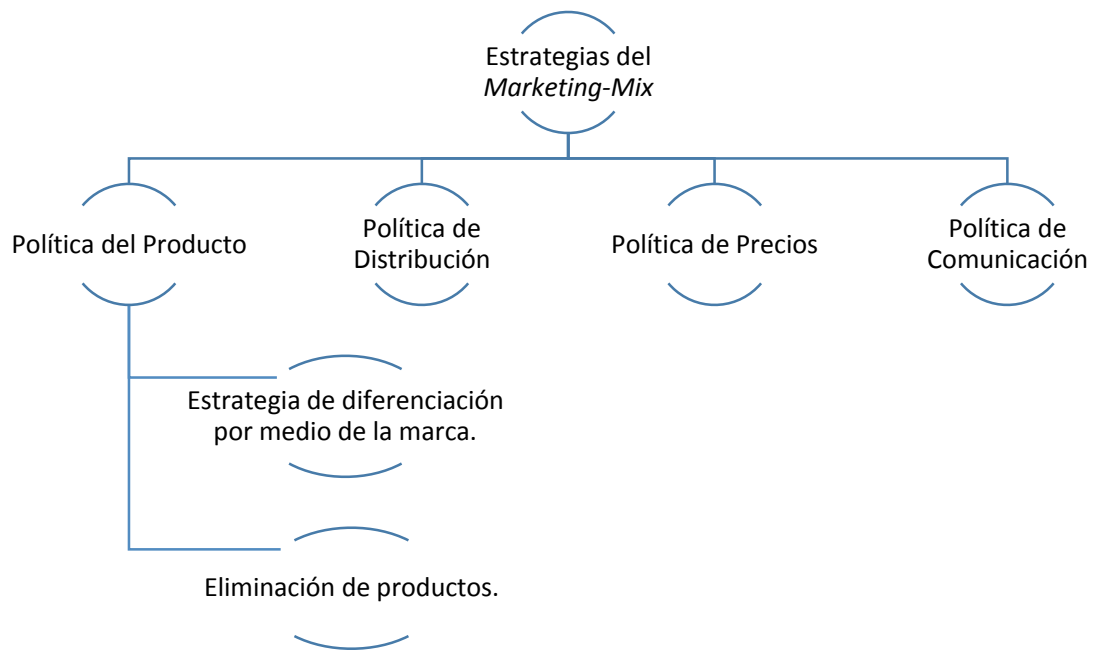 Estrategias del
Marketing-Mix
Política del Producto
Política de
Distribución
Política de Precios
Política de
Comunicación
Estrategia de diferenciación
por medio de la marca.
Eliminación de productos.